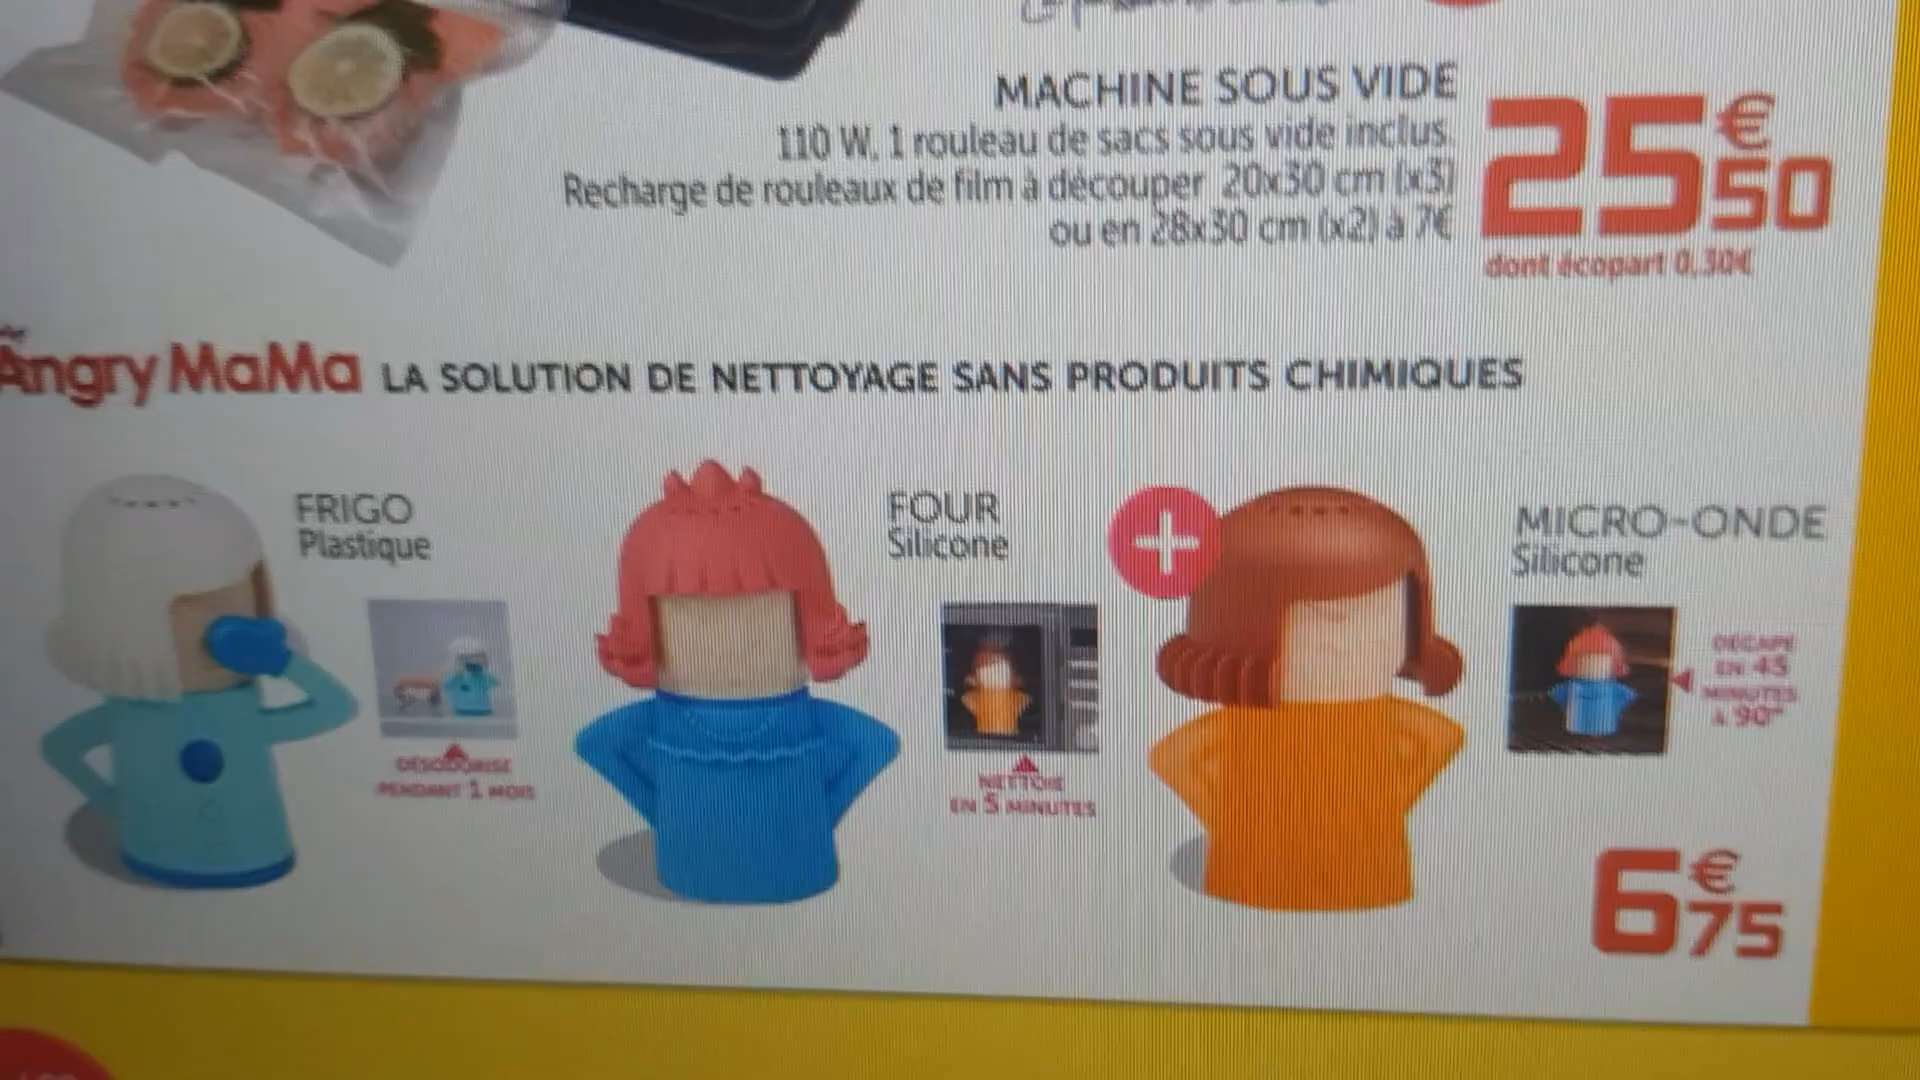 MACHINE SOUS VIDE
110 W. 1 rouleau de sacs sous vide inclus.
Recharge de rouleaux de film à découper 20x30 cm (x3)
ou en 28x30 cm (x2) à 7€
25€50
dont écopart 0,30€
Angry MaMa LA SOLUTION DE NETTOYAGE SANS PRODUITS CHIMIQUES
FRIGO
Plastique
DÉSODORISE
PENDANT 1 MOIS
FOUR
Silicone
NETTOIE
EN 5 MINUTES
+
MICRO-ONDE
Silicone
DÉCAPE
EN 45
MINUTES
À 90°
6€75